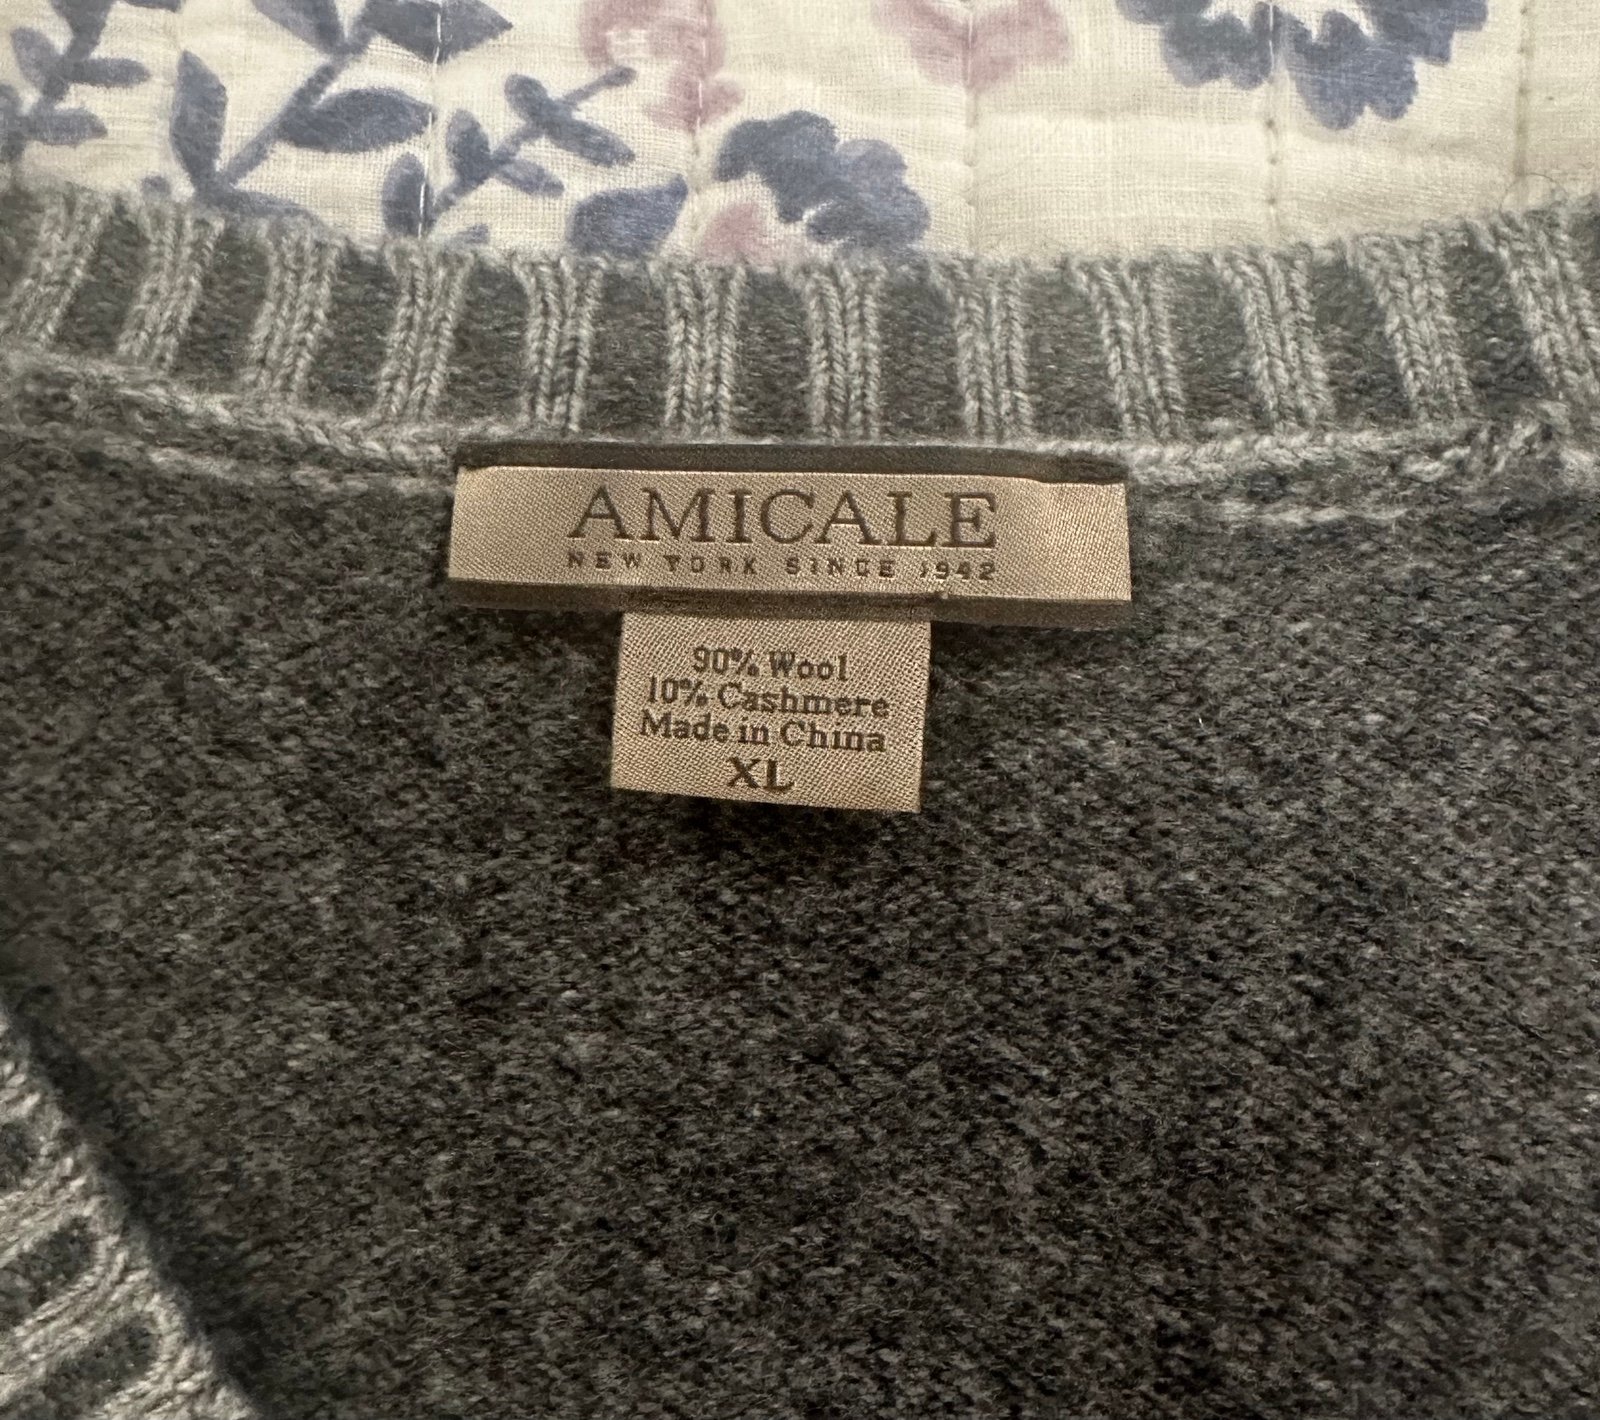 AMICALE
NEW YORK SINCE 1942
90% Wool
10% Cashmere
Made in China
XL